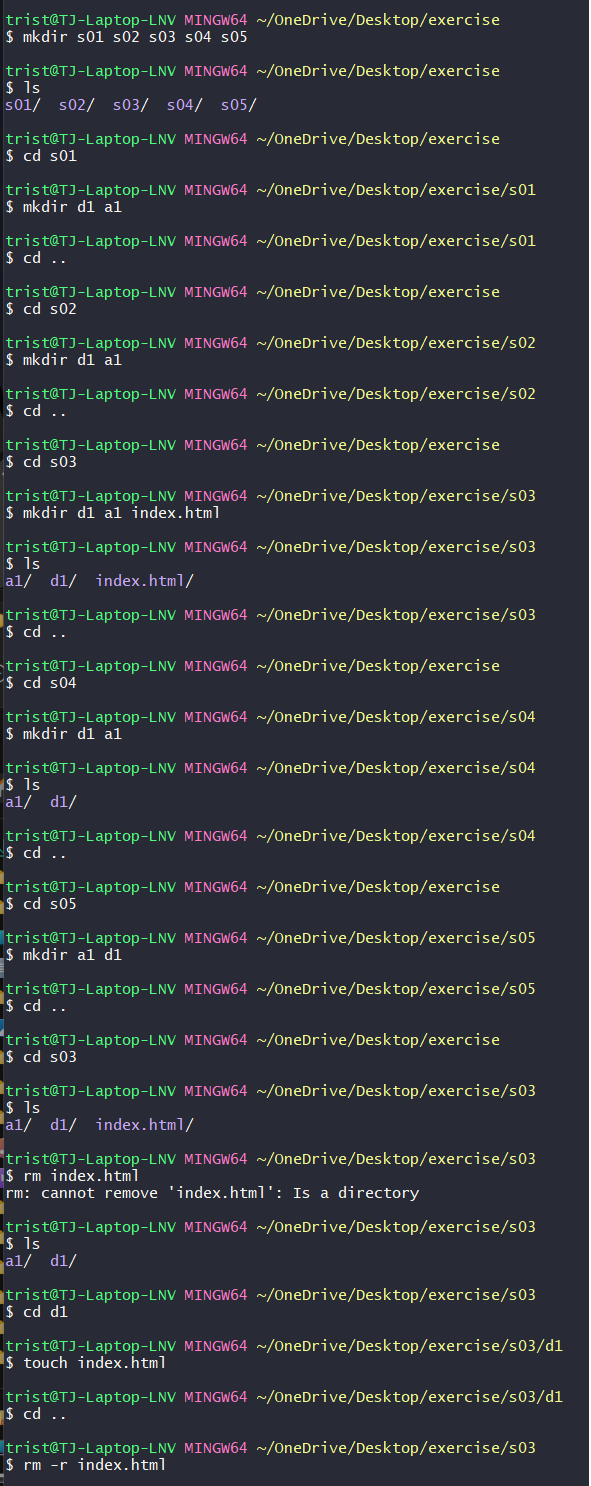 trist@TJ-Laptop-LNV MINGW64 ~/OneDrive/Desktop/exercise
$ mkdir s01 s02 s03 s04 s05
trist@TJ-Laptop-LNV MINGW64 ~/OneDrive/Desktop/exercise
$ ls
s01/  s02/  s03/  s04/  s05/
trist@TJ-Laptop-LNV MINGW64 ~/OneDrive/Desktop/exercise
$ cd s01
trist@TJ-Laptop-LNV MINGW64 ~/OneDrive/Desktop/exercise/s01
$ mkdir d1 a1
trist@TJ-Laptop-LNV MINGW64 ~/OneDrive/Desktop/exercise/s01
$ cd ..
trist@TJ-Laptop-LNV MINGW64 ~/OneDrive/Desktop/exercise
$ cd s02
trist@TJ-Laptop-LNV MINGW64 ~/OneDrive/Desktop/exercise/s02
$ mkdir d1 a1
trist@TJ-Laptop-LNV MINGW64 ~/OneDrive/Desktop/exercise/s02
$ cd ..
trist@TJ-Laptop-LNV MINGW64 ~/OneDrive/Desktop/exercise
$ cd s03
trist@TJ-Laptop-LNV MINGW64 ~/OneDrive/Desktop/exercise/s03
$ mkdir d1 a1 index.html
trist@TJ-Laptop-LNV MINGW64 ~/OneDrive/Desktop/exercise/s03
$ ls
a1/  d1/  index.html/
trist@TJ-Laptop-LNV MINGW64 ~/OneDrive/Desktop/exercise/s03
$ cd ..
trist@TJ-Laptop-LNV MINGW64 ~/OneDrive/Desktop/exercise
$ cd s04
trist@TJ-Laptop-LNV MINGW64 ~/OneDrive/Desktop/exercise/s04
$ mkdir d1 a1
trist@TJ-Laptop-LNV MINGW64 ~/OneDrive/Desktop/exercise/s04
$ ls
a1/  d1/
trist@TJ-Laptop-LNV MINGW64 ~/OneDrive/Desktop/exercise/s04
$ cd ..
trist@TJ-Laptop-LNV MINGW64 ~/OneDrive/Desktop/exercise
$ cd s05
trist@TJ-Laptop-LNV MINGW64 ~/OneDrive/Desktop/exercise/s05
$ mkdir a1 d1
trist@TJ-Laptop-LNV MINGW64 ~/OneDrive/Desktop/exercise/s05
$ cd ..
trist@TJ-Laptop-LNV MINGW64 ~/OneDrive/Desktop/exercise
$ cd s03
trist@TJ-Laptop-LNV MINGW64 ~/OneDrive/Desktop/exercise/s03
$ ls
a1/  d1/  index.html/
trist@TJ-Laptop-LNV MINGW64 ~/OneDrive/Desktop/exercise/s03
$ rm index.html
rm: cannot remove 'index.html': Is a directory
trist@TJ-Laptop-LNV MINGW64 ~/OneDrive/Desktop/exercise/s03
$ ls
a1/  d1/
trist@TJ-Laptop-LNV MINGW64 ~/OneDrive/Desktop/exercise/s03
$ cd d1
trist@TJ-Laptop-LNV MINGW64 ~/OneDrive/Desktop/exercise/s03/d1
$ touch index.html
trist@TJ-Laptop-LNV MINGW64 ~/OneDrive/Desktop/exercise/s03/d1
$ cd ..
trist@TJ-Laptop-LNV MINGW64 ~/OneDrive/Desktop/exercise/s03
$ rm -r index.html